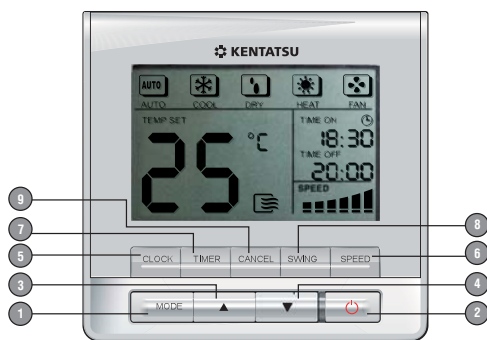 KENTATSU
AUTO
AUTO COOL DRY HEAT FAN
TEMP SET
25 °C
TIME ON
18:30
TIME OFF
20:00
SPEED
9
7
5
3
1
8
6
4
2
CLOCK TIMER CANCEL SWING SPEED
MODE ▲ ▼